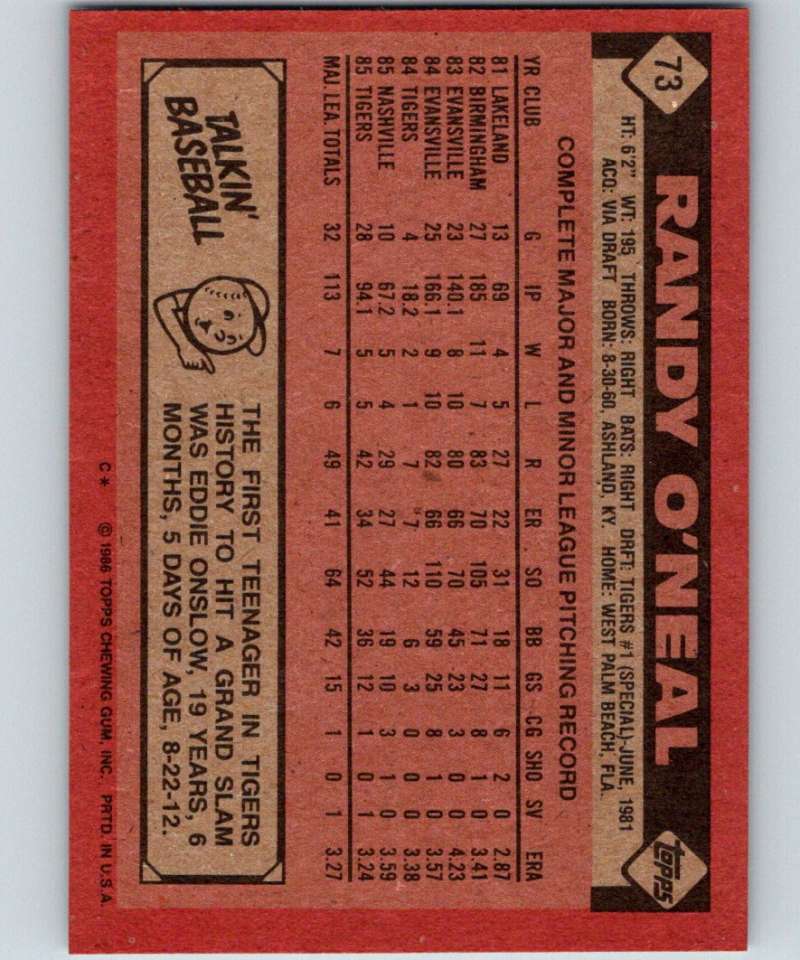 73
RANDY O'NEAL
topps
HT: 6'2" WT: 195 THROWS: RIGHT BATS: RIGHT DRFT: TIGERS #1 (SPECIAL)-JUNE, 1981
ACQ: VIA DRAFT BORN: 8-30-60, ASHLAND, KY. HOME: WEST PALM BEACH, FLA.
COMPLETE MAJOR AND MINOR LEAGUE PITCHING RECORD
YR CLUB G IP W L R ER SO BB GS CG SHO SV ERA
81 LAKELAND 13 69 4 5 27 22 31 18 11 6 2 0 2.87
82 BIRMINGHAM 27 185 11 7 83 70 105 71 27 8 1 0 3.41
83 EVANSVILLE 23 140.1 8 10 80 66 70 45 23 3 0 0 4.23
84 EVANSVILLE 25 166.1 9 10 82 66 110 59 25 8 1 0 3.57
84 TIGERS 4 18.2 2 1 7 7 12 6 3 0 0 0 3.38
85 NASHVILLE 10 67.2 5 4 29 27 44 19 10 3 1 0 3.59
85 TIGERS 28 94.1 5 5 42 34 52 36 12 1 0 1 3.24
MAJ. LEA. TOTALS 32 113 7 6 49 41 64 42 15 1 0 1 3.27
TALKIN'
BASEBALL
THE FIRST TEENAGER IN TIGERS
HISTORY TO HIT A GRAND SLAM
WAS EDDIE ONSLOW, 19 YEARS, 6
MONTHS, 5 DAYS OF AGE, 8-22-12.
C* © 1986 TOPPS CHEWING GUM, INC. PRTD. IN U.S.A.